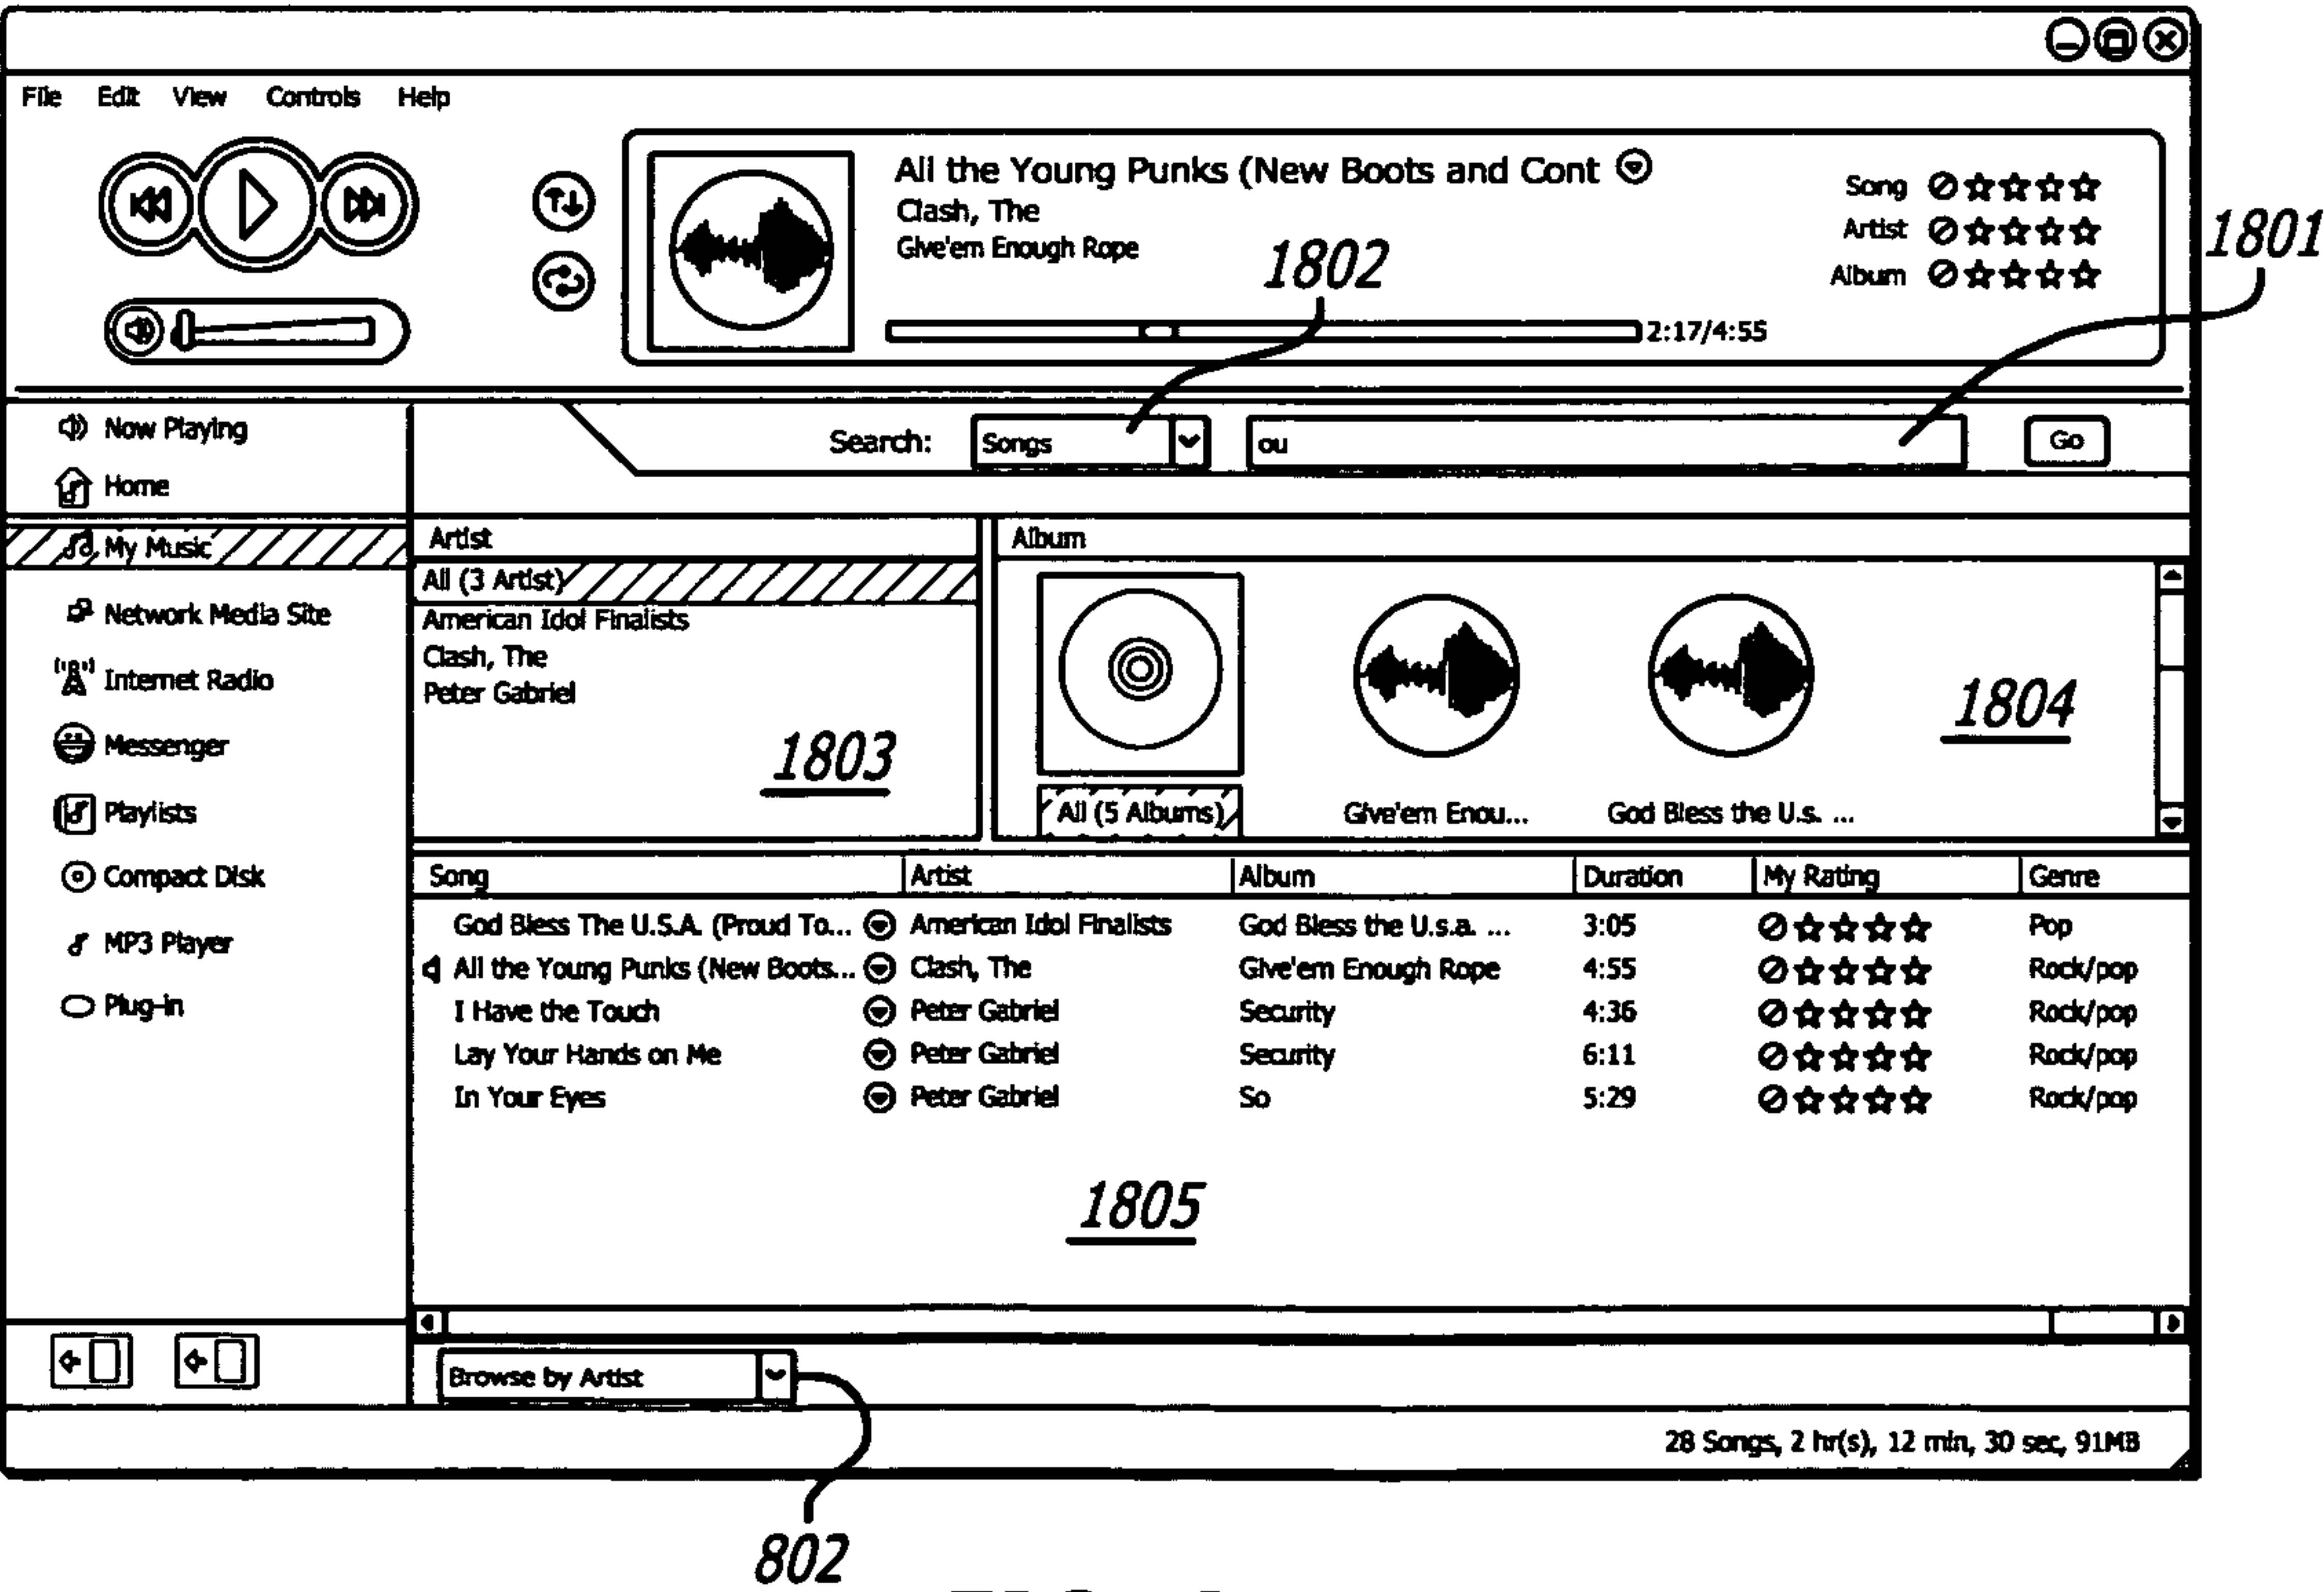 File Edit View Controls Help
All the Young Punks (New Boots and Cont
Clash, The
Give'em Enough Rope
2:17/4:55
Song
Artist
Album
1801
1802
Now Playing
Home
My Music
Network Media Site
Internet Radio
Messenger
Playlists
Compact Disk
MP3 Player
Plug-in
Search: Songs ou Go
Artist
All (3 Artist)
American Idol Finalists
Clash, The
Peter Gabriel
1803
Album
All (5 Albums) Give'em Enou... God Bless the U.s. ...
1804
Song Artist Album Duration My Rating Genre
God Bless The U.S.A. (Proud To... American Idol Finalists God Bless the U.s.a. ... 3:05 Pop
All the Young Punks (New Boots... Clash, The Give'em Enough Rope 4:55 Rock/pop
I Have the Touch Peter Gabriel Security 4:36 Rock/pop
Lay Your Hands on Me Peter Gabriel Security 6:11 Rock/pop
In Your Eyes Peter Gabriel So 5:29 Rock/pop
1805
Browse by Artist
28 Songs, 2 hr(s), 12 min, 30 sec, 91MB
802